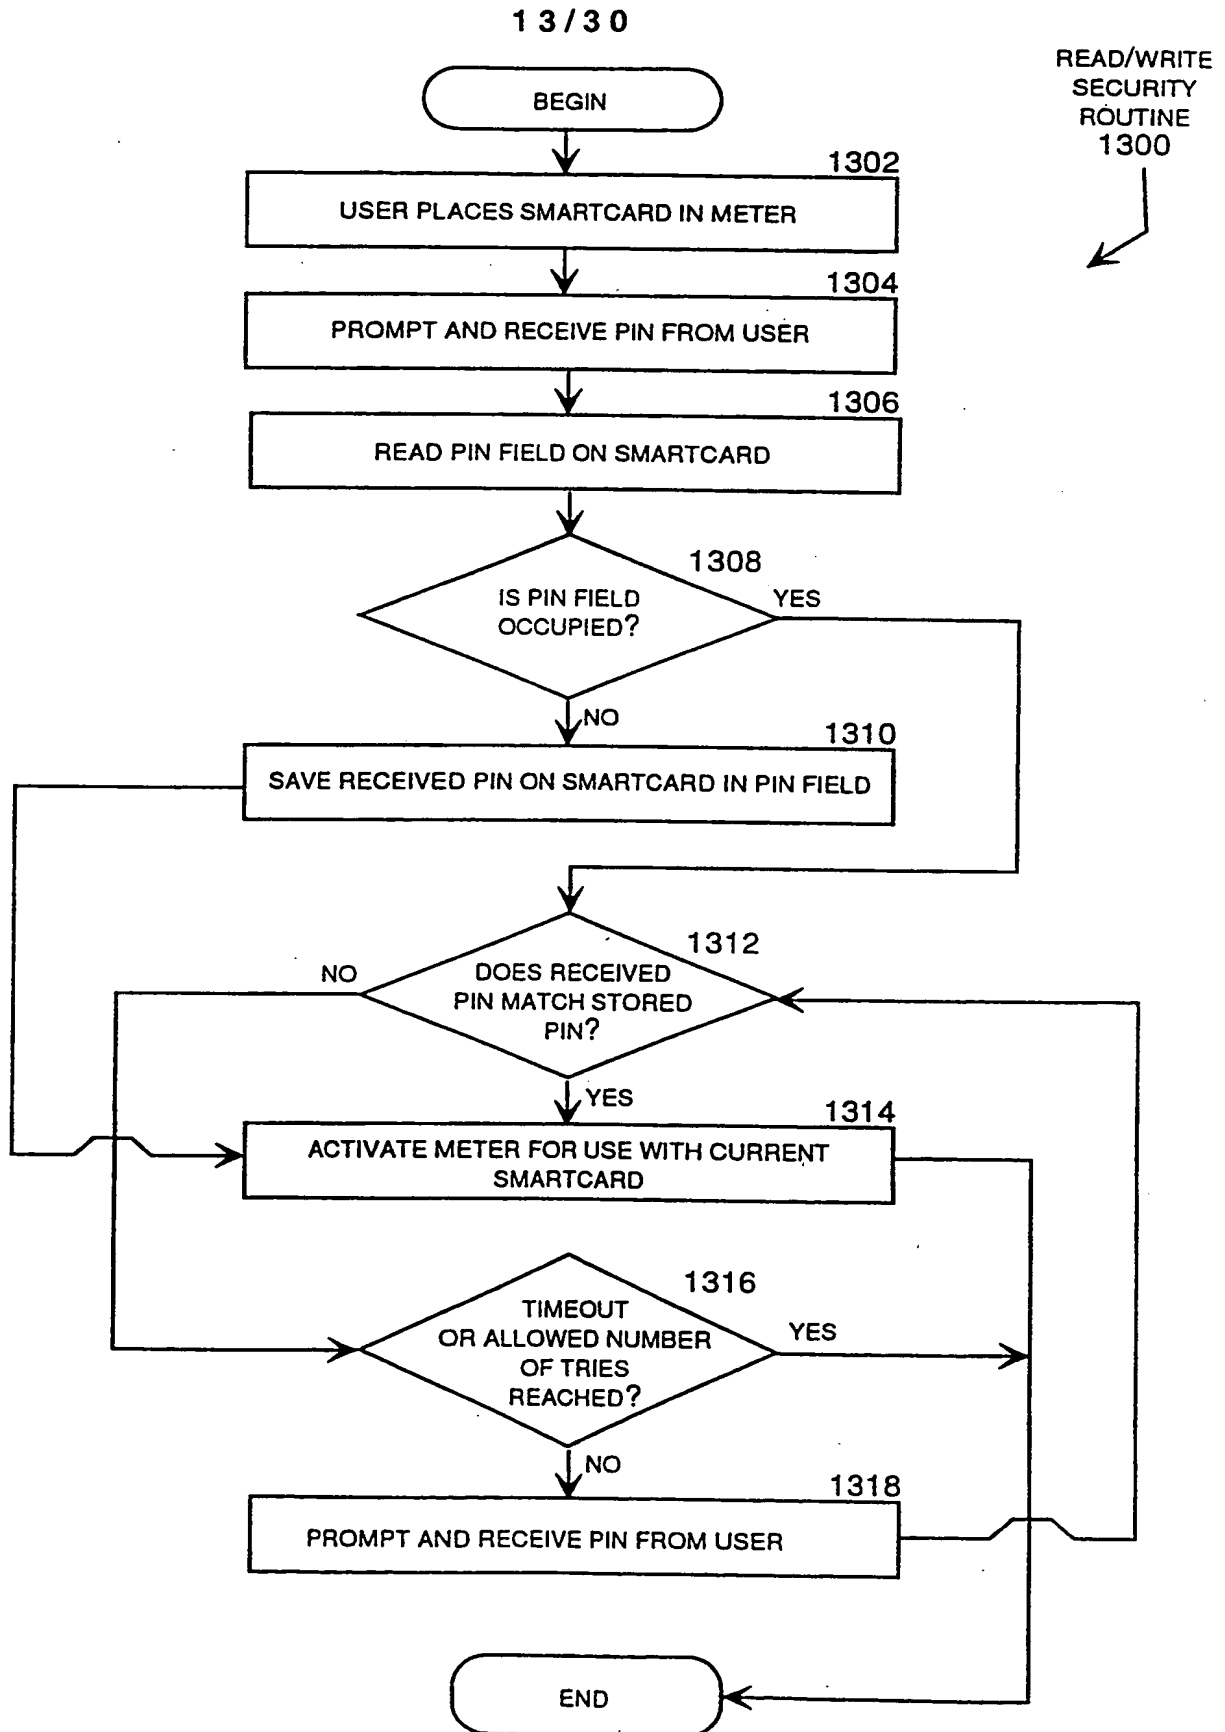 13/30
READ/WRITE
SECURITY
ROUTINE
1300
BEGIN
1302
USER PLACES SMARTCARD IN METER
1304
PROMPT AND RECEIVE PIN FROM USER
1306
READ PIN FIELD ON SMARTCARD
1308
IS PIN FIELD
OCCUPIED?
YES
NO
1310
SAVE RECEIVED PIN ON SMARTCARD IN PIN FIELD
1312
NO
DOES RECEIVED
PIN MATCH STORED
PIN?
YES
1314
ACTIVATE METER FOR USE WITH CURRENT
SMARTCARD
1316
TIMEOUT
OR ALLOWED NUMBER
OF TRIES
REACHED?
YES
NO
1318
PROMPT AND RECEIVE PIN FROM USER
END